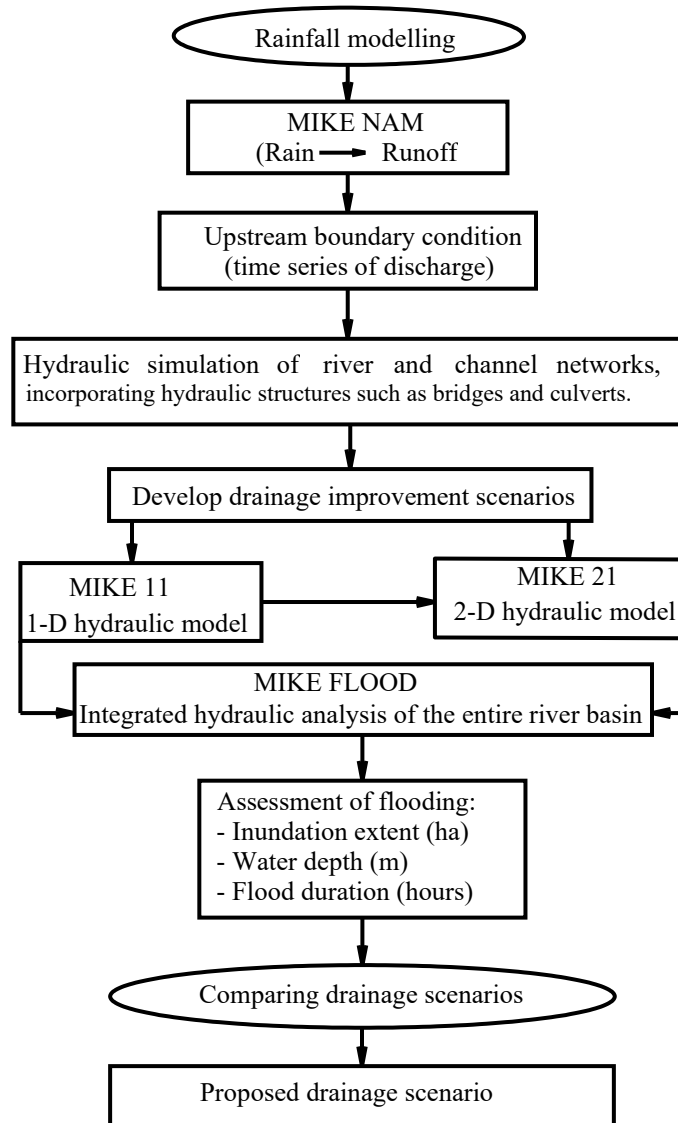 Rainfall modelling
MIKE NAM
(Rain Runoff
Upstream boundary condition
(time series of discharge)
Hydraulic simulation of river and channel networks,
incorporating hydraulic structures such as bridges and culverts.
Develop drainage improvement scenarios
MIKE 11
1-D hydraulic model
MIKE 21
2-D hydraulic model
MIKE FLOOD
Integrated hydraulic analysis of the entire river basin
Assessment of flooding:
- Inundation extent (ha)
- Water depth (m)
- Flood duration (hours)
Comparing drainage scenarios
Proposed drainage scenario